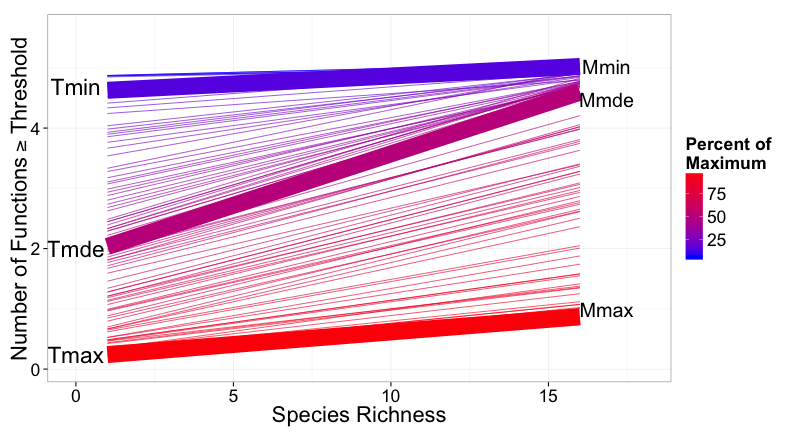 Number of Functions ≥ Threshold
Tmin
Mmin
Mmde
4
2
Tmde
Mmax
Tmax
0
0
5
10
15
Species Richness
Percent of
Maximum
75
50
25